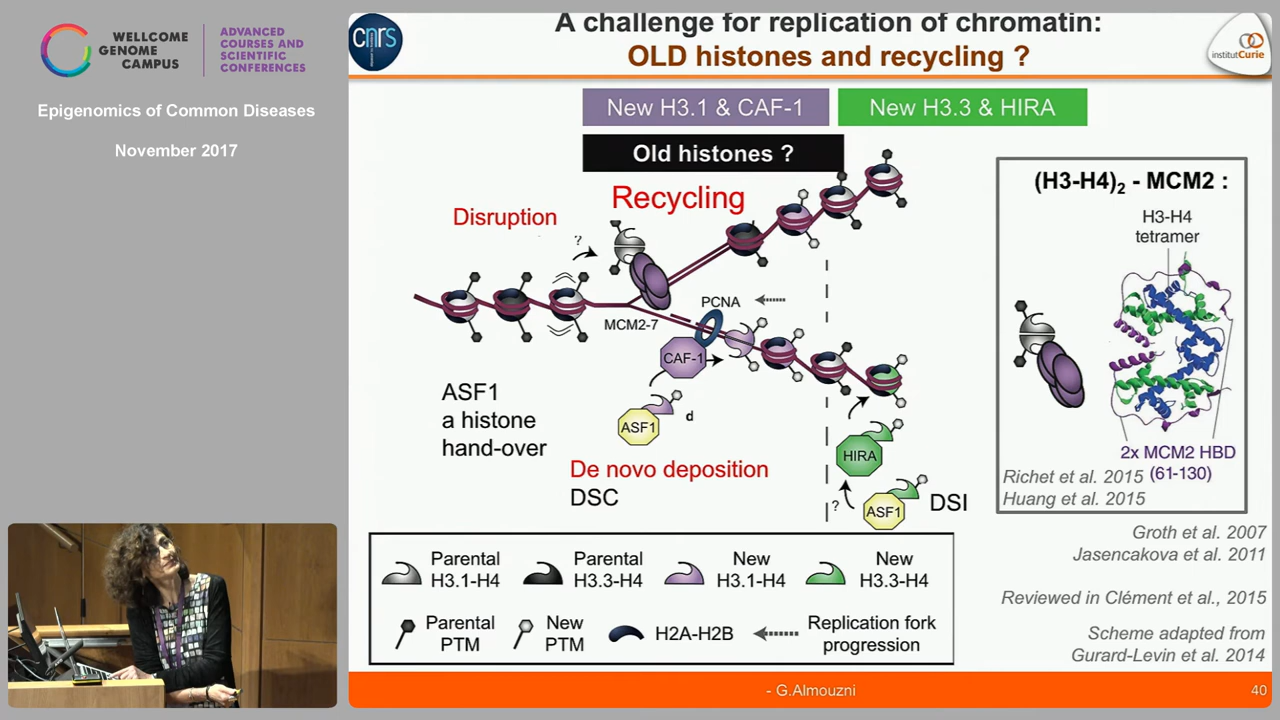 WELLCOME
GENOME
CAMPUS
ADVANCED
COURSES AND
SCIENTIFIC
CONFERENCES
Epigenomics of Common Diseases
November 2017
cnrs
A challenge for replication of chromatin:
OLD histones and recycling ?
institutCurie
New H3.1 & CAF-1
New H3.3 & HIRA
Old histones ?
Recycling
Disruption
?
MCM2-7
PCNA
CAF-1
ASF1
a histone
hand-over
ASF1
d
De novo deposition
DSC
HIRA
?
ASF1
DSI
(H3-H4)₂ - MCM2 :
H3-H4
tetramer
2x MCM2 HBD
(61-130)
Richet et al. 2015
Huang et al. 2015
Groth et al. 2007
Jasencakova et al. 2011
Reviewed in Clément et al., 2015
Scheme adapted from
Gurard-Levin et al. 2014
Parental
H3.1-H4
Parental
H3.3-H4
New
H3.1-H4
New
H3.3-H4
Parental
PTM
New
PTM
H2A-H2B
Replication fork
progression
- G.Almouzni
40